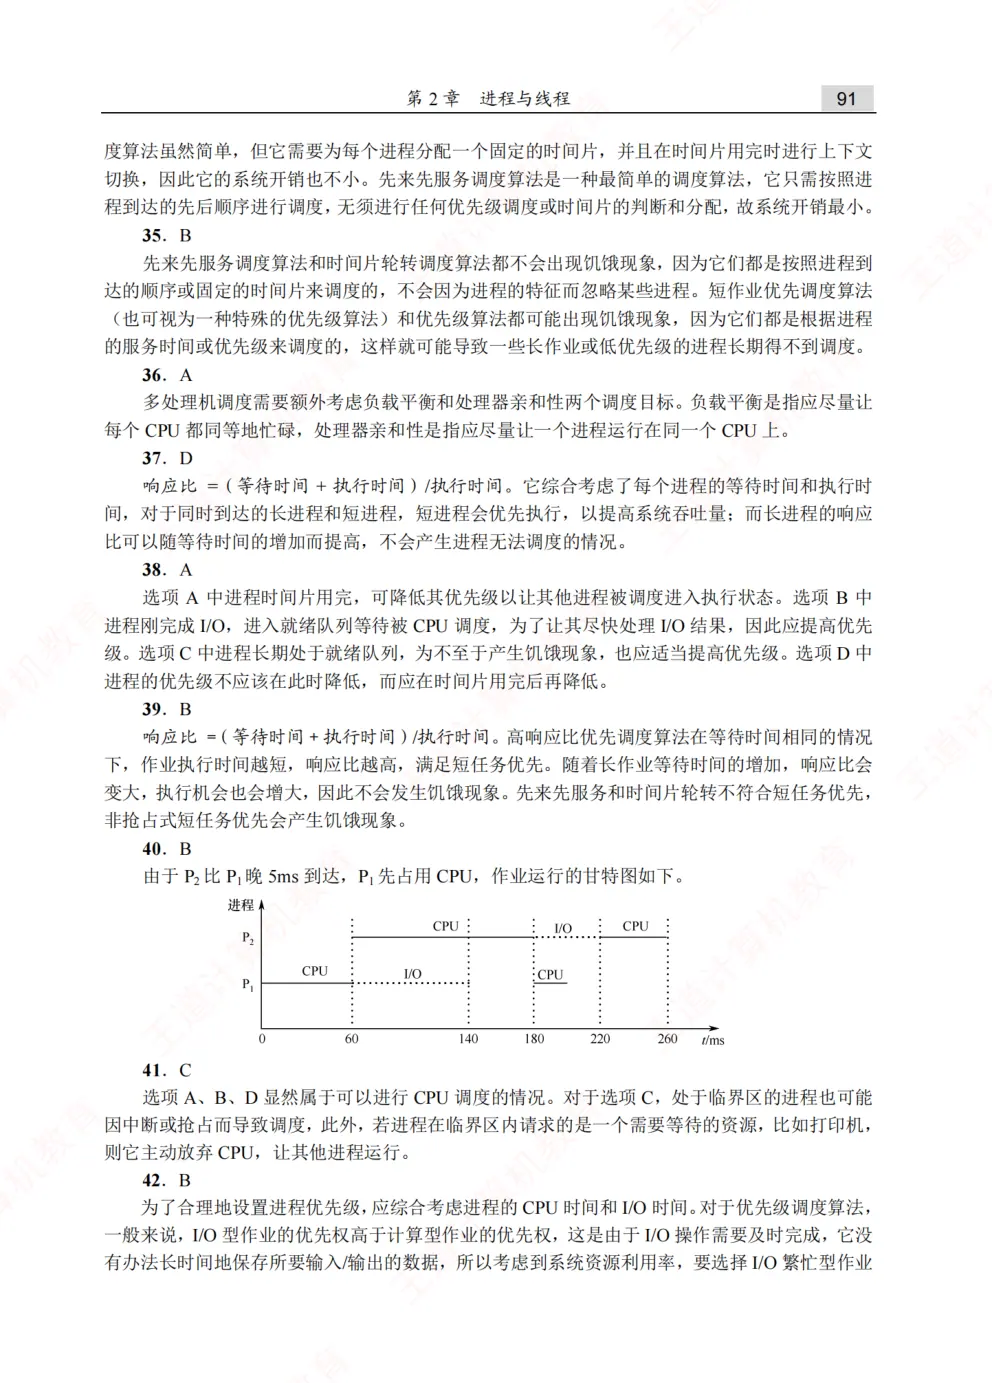 第 2 章 进程与线程
91
度算法虽然简单，但它需要为每个进程分配一个固定的时间片，并且在时间片用完时进行上下文
切换，因此它的系统开销也不小。先来先服务调度算法是一种最简单的调度算法，它只需按照进
程到达的先后顺序进行调度，无须进行任何优先级调度或时间片的判断和分配，故系统开销最小。
35．B
先来先服务调度算法和时间片轮转调度算法都不会出现饥饿现象，因为它们都是按照进程到
达的顺序或固定的时间片来调度的，不会因为进程的特征而忽略某些进程。短作业优先调度算法
（也可视为一种特殊的优先级算法）和优先级算法都可能出现饥饿现象，因为它们都是根据进程
的服务时间或优先级来调度的，这样就可能导致一些长作业或低优先级的进程长期得不到调度。
36．A
多处理机调度需要额外考虑负载平衡和处理器亲和性两个调度目标。负载平衡是指应尽量让
每个 CPU 都同等地忙碌，处理器亲和性是指应尽量让一个进程运行在同一个 CPU 上。
37．D
响应比 =（等待时间 + 执行时间）/执行时间。它综合考虑了每个进程的等待时间和执行时
间，对于同时到达的长进程和短进程，短进程会优先执行，以提高系统吞吐量；而长进程的响应
比可以随等待时间的增加而提高，不会产生进程无法调度的情况。
38．A
选项 A 中进程时间片用完，可降低其优先级以让其他进程被调度进入执行状态。选项 B 中
进程刚完成 I/O，进入就绪队列等待被 CPU 调度，为了让其尽快处理 I/O 结果，因此应提高优先
级。选项 C 中进程长期处于就绪队列，为不至于产生饥饿现象，也应适当提高优先级。选项 D 中
进程的优先级不应该在此时降低，而应在时间片用完后再降低。
39．B
响应比 =（等待时间 + 执行时间）/执行时间。高响应比优先调度算法在等待时间相同的情况
下，作业执行时间越短，响应比越高，满足短任务优先。随着长作业等待时间的增加，响应比会
变大，执行机会也会增大，因此不会发生饥饿现象。先来先服务和时间片轮转不符合短任务优先，
非抢占式短任务优先会产生饥饿现象。
40．B
由于 P2 比 P1 晚 5ms 到达，P1 先占用 CPU，作业运行的甘特图如下。
进程
P2 CPU I/O CPU
P1 CPU I/O CPU
0 60 140 180 220 260 t/ms
41．C
选项 A、B、D 显然属于可以进行 CPU 调度的情况。对于选项 C，处于临界区的进程也可能
因中断或抢占而导致调度，此外，若进程在临界区内请求的是一个需要等待的资源，比如打印机，
则它主动放弃 CPU，让其他进程运行。
42．B
为了合理地设置进程优先级，应综合考虑进程的 CPU 时间和 I/O 时间。对于优先级调度算法，
一般来说，I/O 型作业的优先权高于计算型作业的优先权，这是由于 I/O 操作需要及时完成，它没
有办法长时间地保存所要输入/输出的数据，所以考虑到系统资源利用率，要选择 I/O 繁忙型作业